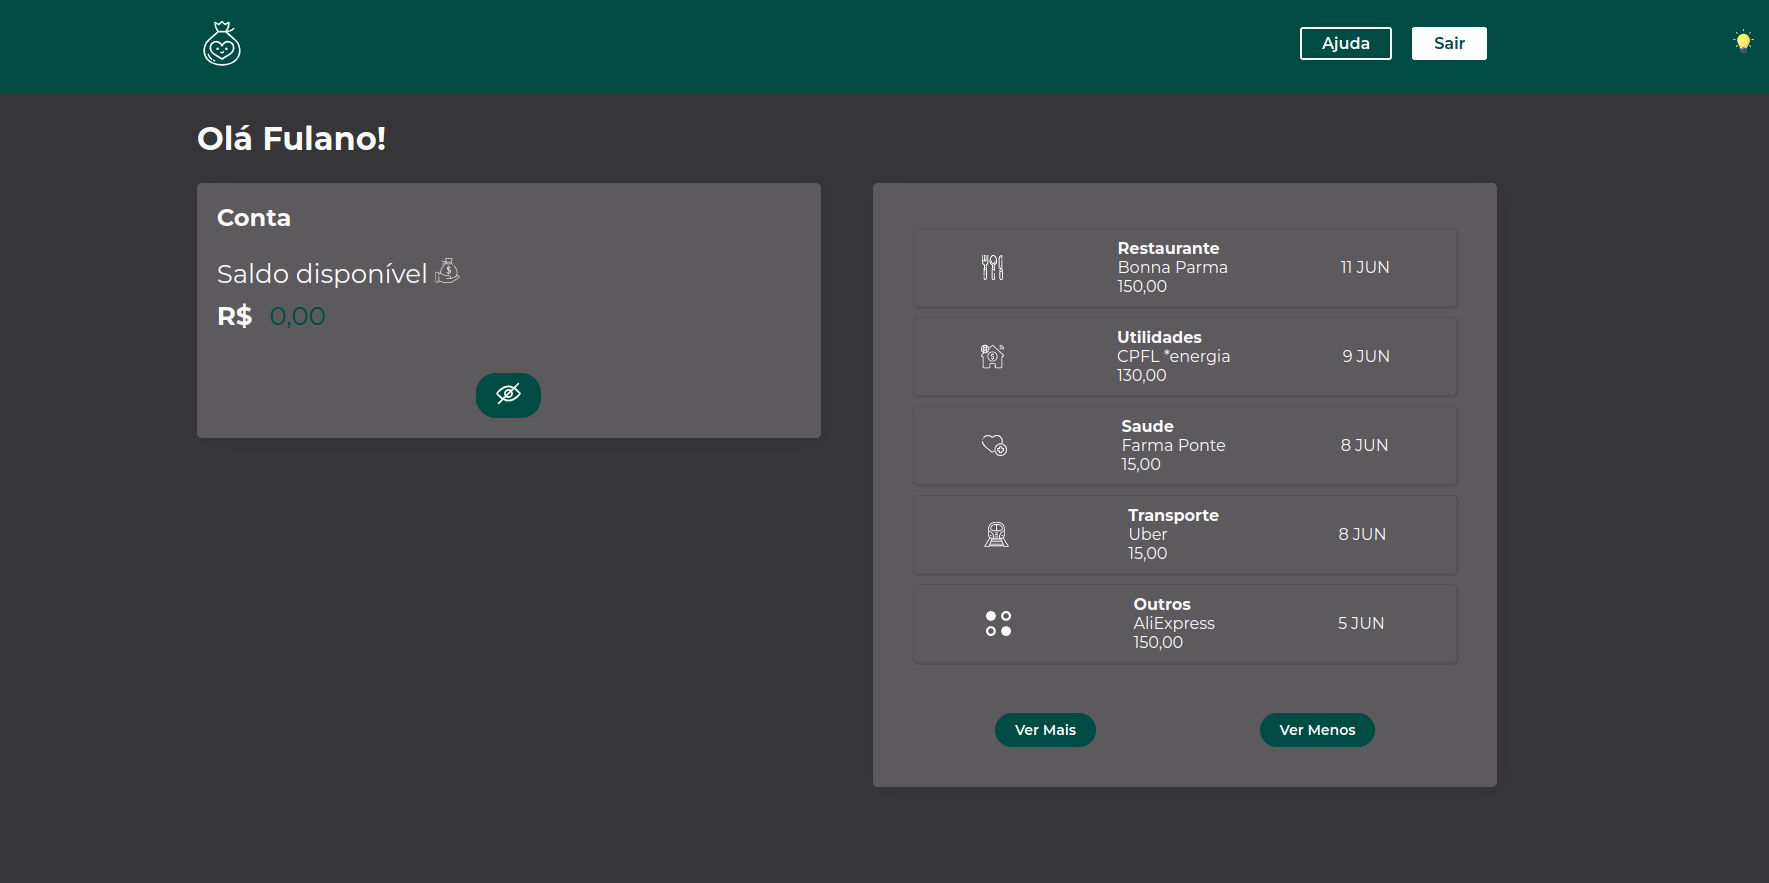 Ajuda
Sair
Olá Fulano!
Conta
Saldo disponível
R$ 0,00
Restaurante
Bonna Parma
150,00
11 JUN
Utilidades
CPFL *energia
130,00
9 JUN
Saude
Farma Ponte
15,00
8 JUN
Transporte
Uber
15,00
8 JUN
Outros
AliExpress
150,00
5 JUN
Ver Mais
Ver Menos